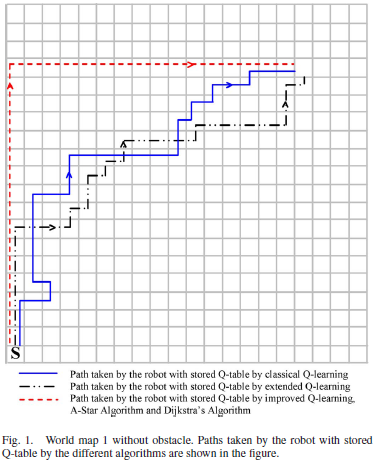 S
Path taken by the robot with stored Q-table by classical Q-learning
Path taken by the robot with stored Q-table by extended Q-learning
Path taken by the robot with stored Q-table by improved Q-learning,
A-Star Algorithm and Dijkstra's Algorithm
Fig. 1. World map 1 without obstacle. Paths taken by the robot with stored
Q-table by the different algorithms are shown in the figure.